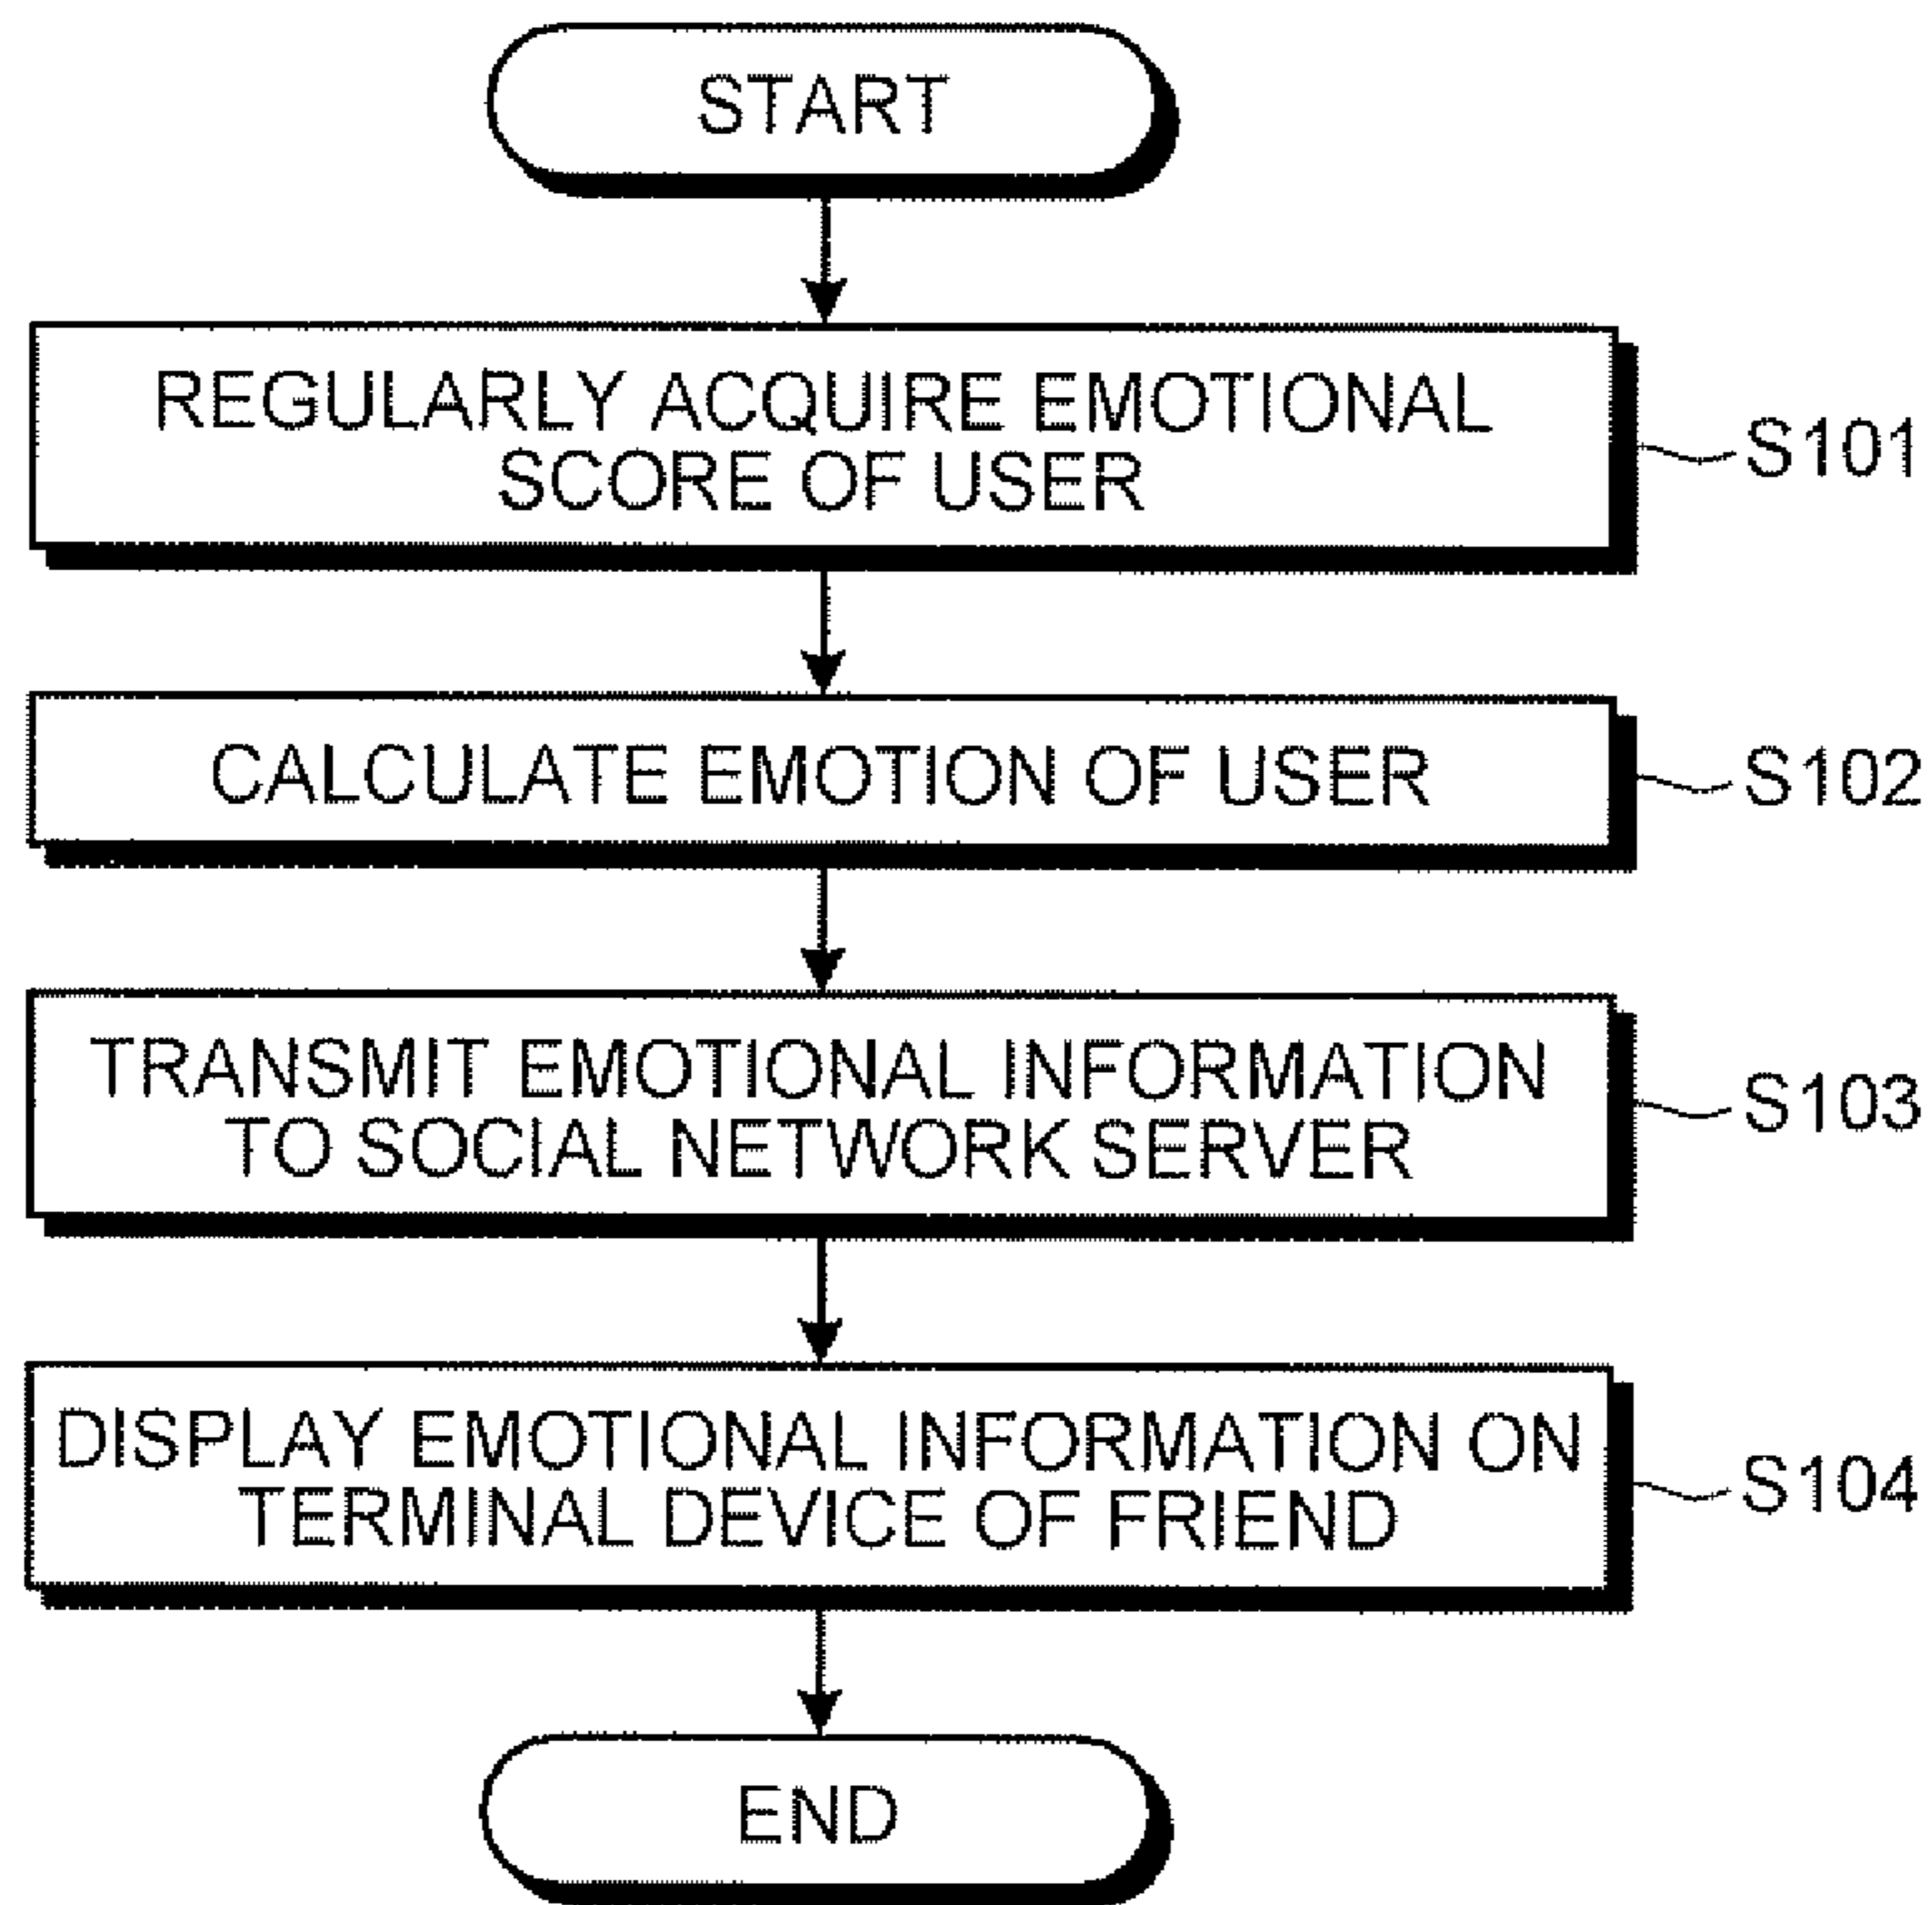 START
REGULARLY ACQUIRE EMOTIONAL
SCORE OF USER
S101
CALCULATE EMOTION OF USER
S102
TRANSMIT EMOTIONAL INFORMATION
TO SOCIAL NETWORK SERVER
S103
DISPLAY EMOTIONAL INFORMATION ON
TERMINAL DEVICE OF FRIEND
S104
END